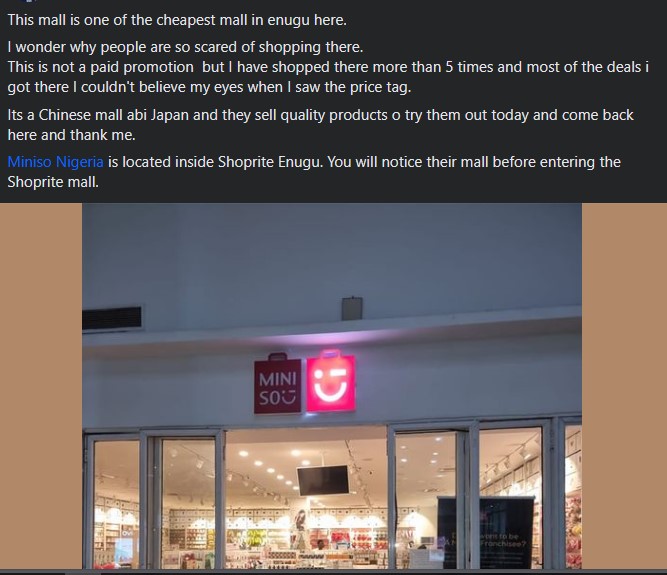 This mall is one of the cheapest mall in enugu here.
I wonder why people are so scared of shopping there.
This is not a paid promotion  but I have shopped there more than 5 times and most of the deals i
got there I couldn't believe my eyes when I saw the price tag.
Its a Chinese mall abi Japan and they sell quality products o try them out today and come back
here and thank me.
Miniso Nigeria is located inside Shoprite Enugu. You will notice their mall before entering the
Shoprite mall.
MINI
SO
want to be
Franchisee?